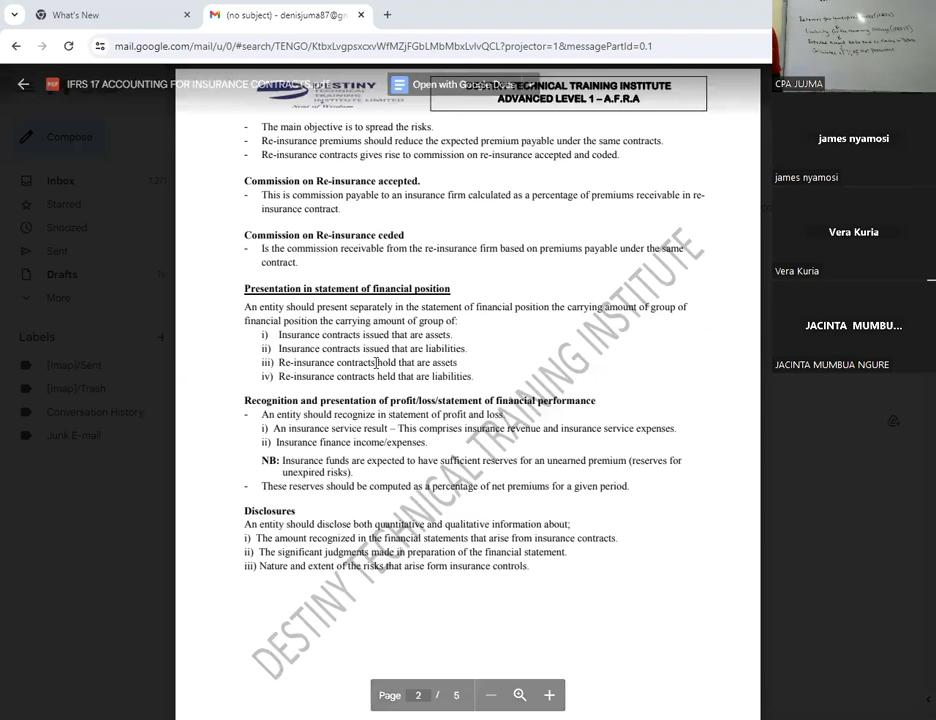 What's New
(no subject) - denisjuma87@gm
mail.google.com/mail/u/0/#search/TENGO/KtbxLvgpsxcxvWfMZjFGbLMbMbxLvlvQCL?projector=1&messagePartId=0.1
IFRS 17 ACCOUNTING FOR INSURANCE CONTRACTS.pdf
Open with Google Docs
Compose
Inbox 1,271
Starred
Snoozed
Sent
Drafts
More
Labels
[Imap]/Sent
[Imap]/Trash
Conversation History
Junk E-mail
DESTINY
TECHNICAL TRAINING INSTITUTE
ADVANCED LEVEL 1 – A.F.R.A
- The main objective is to spread the risks.
- Re-insurance premiums should reduce the expected premium payable under the same contracts.
- Re-insurance contracts gives rise to commission on re-insurance accepted and coded.
Commission on Re-insurance accepted.
- This is commission payable to an insurance firm calculated as a percentage of premiums receivable in re-
insurance contract.
Commission on Re-insurance ceded
- Is the commission receivable from the re-insurance firm based on premiums payable under the same
contract.
Presentation in statement of financial position
An entity should present separately in the statement of financial position the carrying amount of group of
financial position the carrying amount of group of:
i) Insurance contracts issued that are assets.
ii) Insurance contracts issued that are liabilities.
iii) Re-insurance contracts hold that are assets
iv) Re-insurance contracts held that are liabilities.
Recognition and presentation of profit/loss/statement of financial performance
- An entity should recognize in statement of profit and loss,
i) An insurance service result – This comprises insurance revenue and insurance service expenses.
ii) Insurance finance income/expenses.
NB: Insurance funds are expected to have sufficient reserves for an unearned premium (reserves for
unexpired risks).
- These reserves should be computed as a percentage of net premiums for a given period.
Disclosures
An entity should disclose both quantitative and qualitative information about;
i) The amount recognized in the financial statements that arise from insurance contracts.
ii) The significant judgments made in preparation of the financial statement.
iii) Nature and extent of the risks that arise form insurance controls.
DESTINY TECHNICAL TRAINING INSTITUTE
Page 2 / 5
CPA JUJMA
james nyamosi
james nyamosi
Vera Kuria
Vera Kuria
JACINTA MUMBU...
JACINTA MUMBUA NGURE